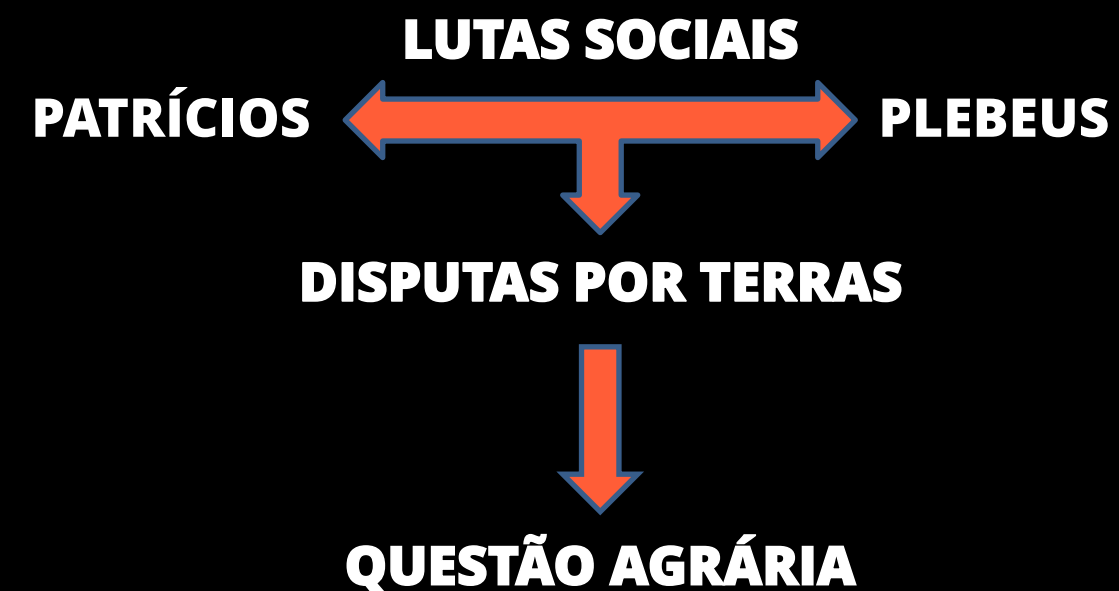 LUTAS SOCIAIS
PATRÍCIOS
PLEBEUS
DISPUTAS POR TERRAS
QUESTÃO AGRÁRIA